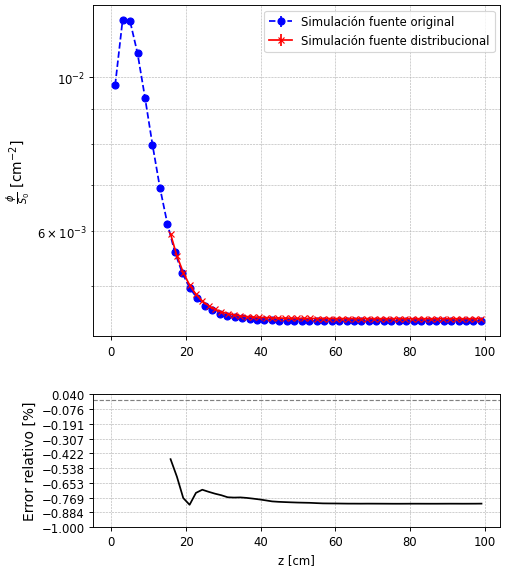 Simulación fuente original
Simulación fuente distribucional
10⁻²
6 × 10⁻³
ϕ/S₀ [cm⁻²]
0 20 40 60 80 100
0.040
−0.076
−0.191
−0.307
−0.422
−0.538
−0.653
−0.769
−0.884
−1.000
Error relativo [%]
0 20 40 60 80 100
z [cm]